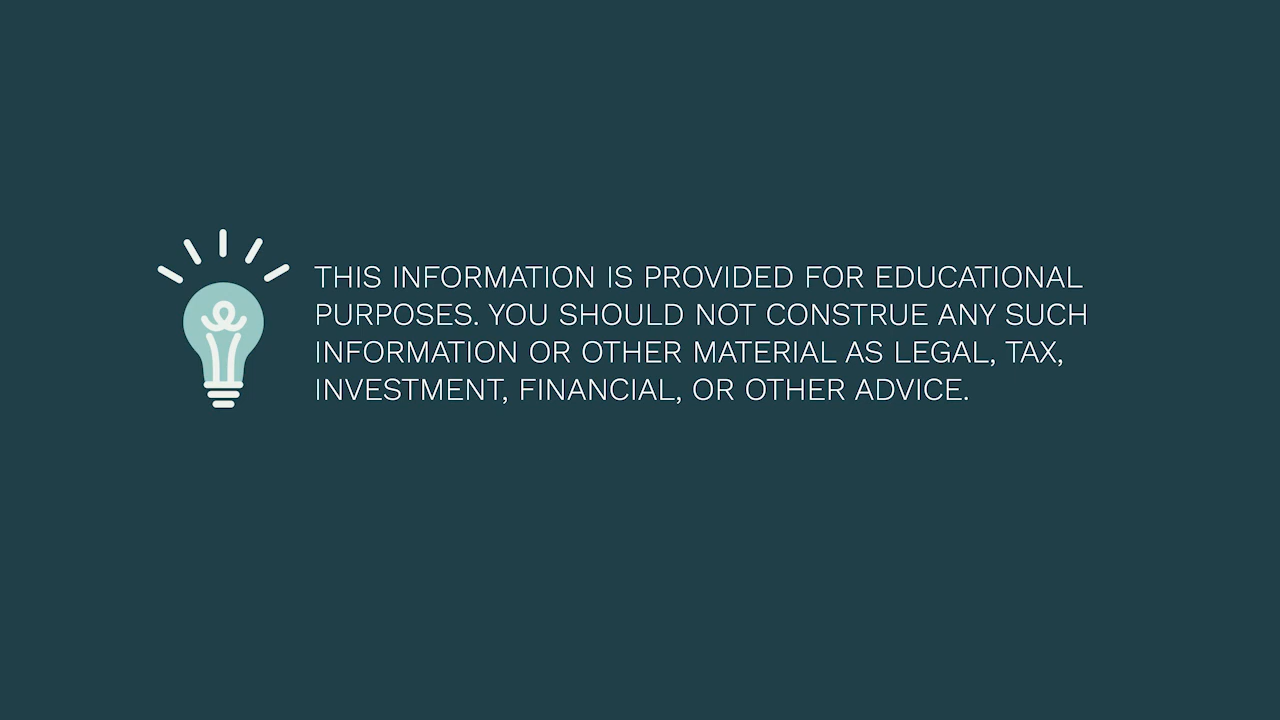 THIS INFORMATION IS PROVIDED FOR EDUCATIONAL
PURPOSES. YOU SHOULD NOT CONSTRUE ANY SUCH
INFORMATION OR OTHER MATERIAL AS LEGAL, TAX,
INVESTMENT, FINANCIAL, OR OTHER ADVICE.